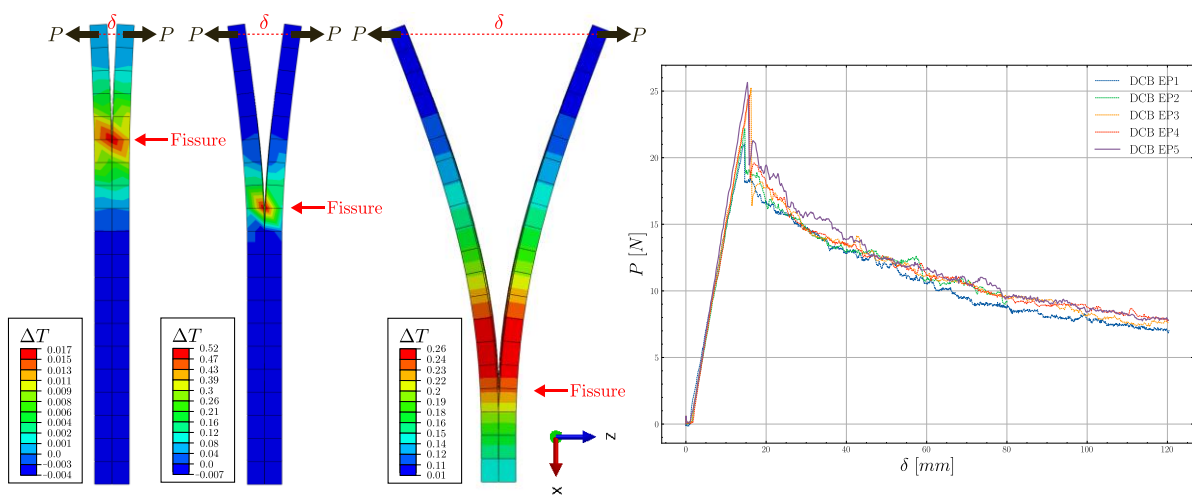 P δ P
P δ P
P δ P
Fissure
Fissure
Fissure
ΔT
0.017
0.015
0.013
0.011
0.009
0.008
0.006
0.004
0.002
0.001
0.0
-0.003
-0.004
ΔT
0.52
0.47
0.43
0.39
0.3
0.26
0.21
0.16
0.12
0.08
0.04
0.0
-0.007
ΔT
0.26
0.24
0.23
0.22
0.2
0.19
0.18
0.16
0.15
0.14
0.12
0.11
0.01
z
x
DCB EP1
DCB EP2
DCB EP3
DCB EP4
DCB EP5
25
20
15
10
5
0
P [N]
0 20 40 60 80 100 120
δ [mm]